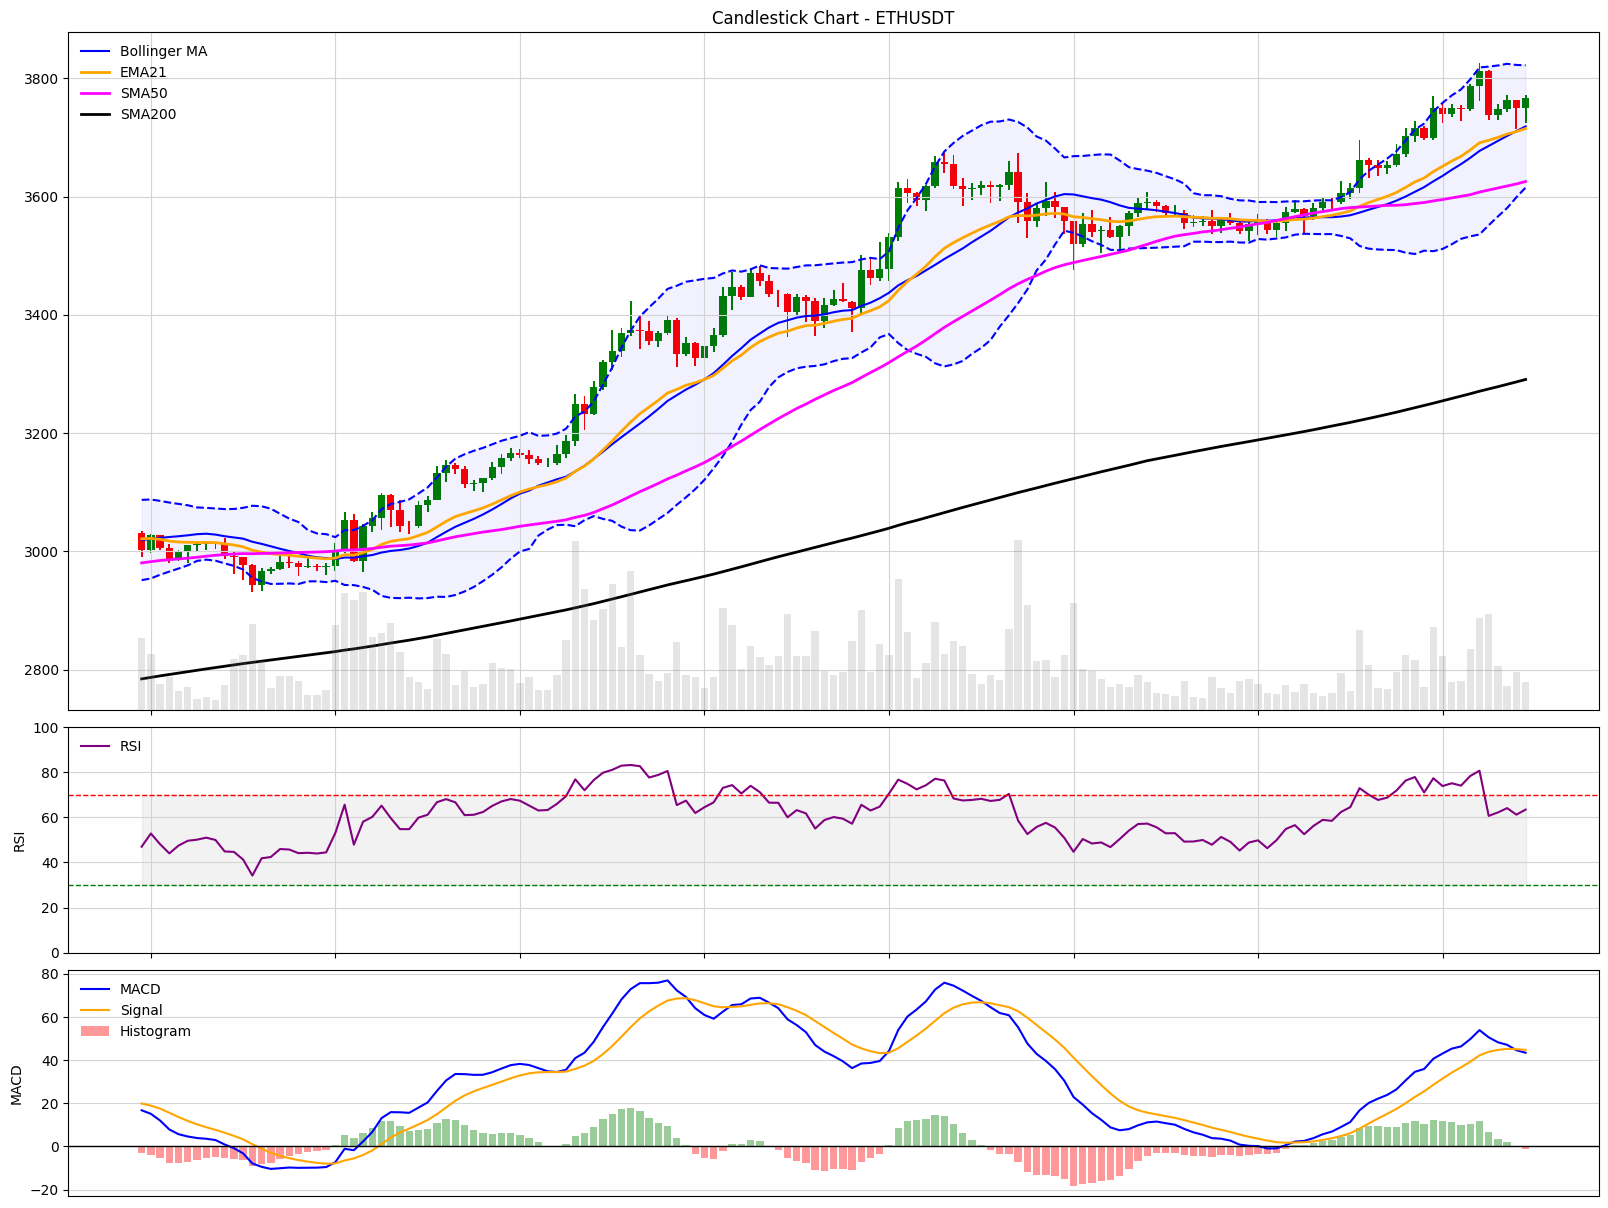 Candlestick Chart - ETHUSDT
Bollinger MA
EMA21
SMA50
SMA200
3800
3600
3400
3200
3000
2800
RSI
100
80
60
40
20
0
RSI
MACD
Signal
Histogram
80
60
40
20
0
−20
MACD